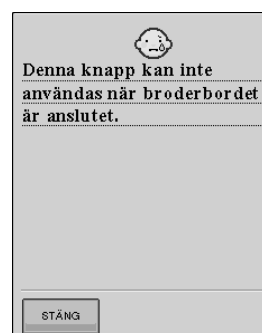 Denna knapp kan inte
användas när broderbordet
är anslutet.
STÄNG